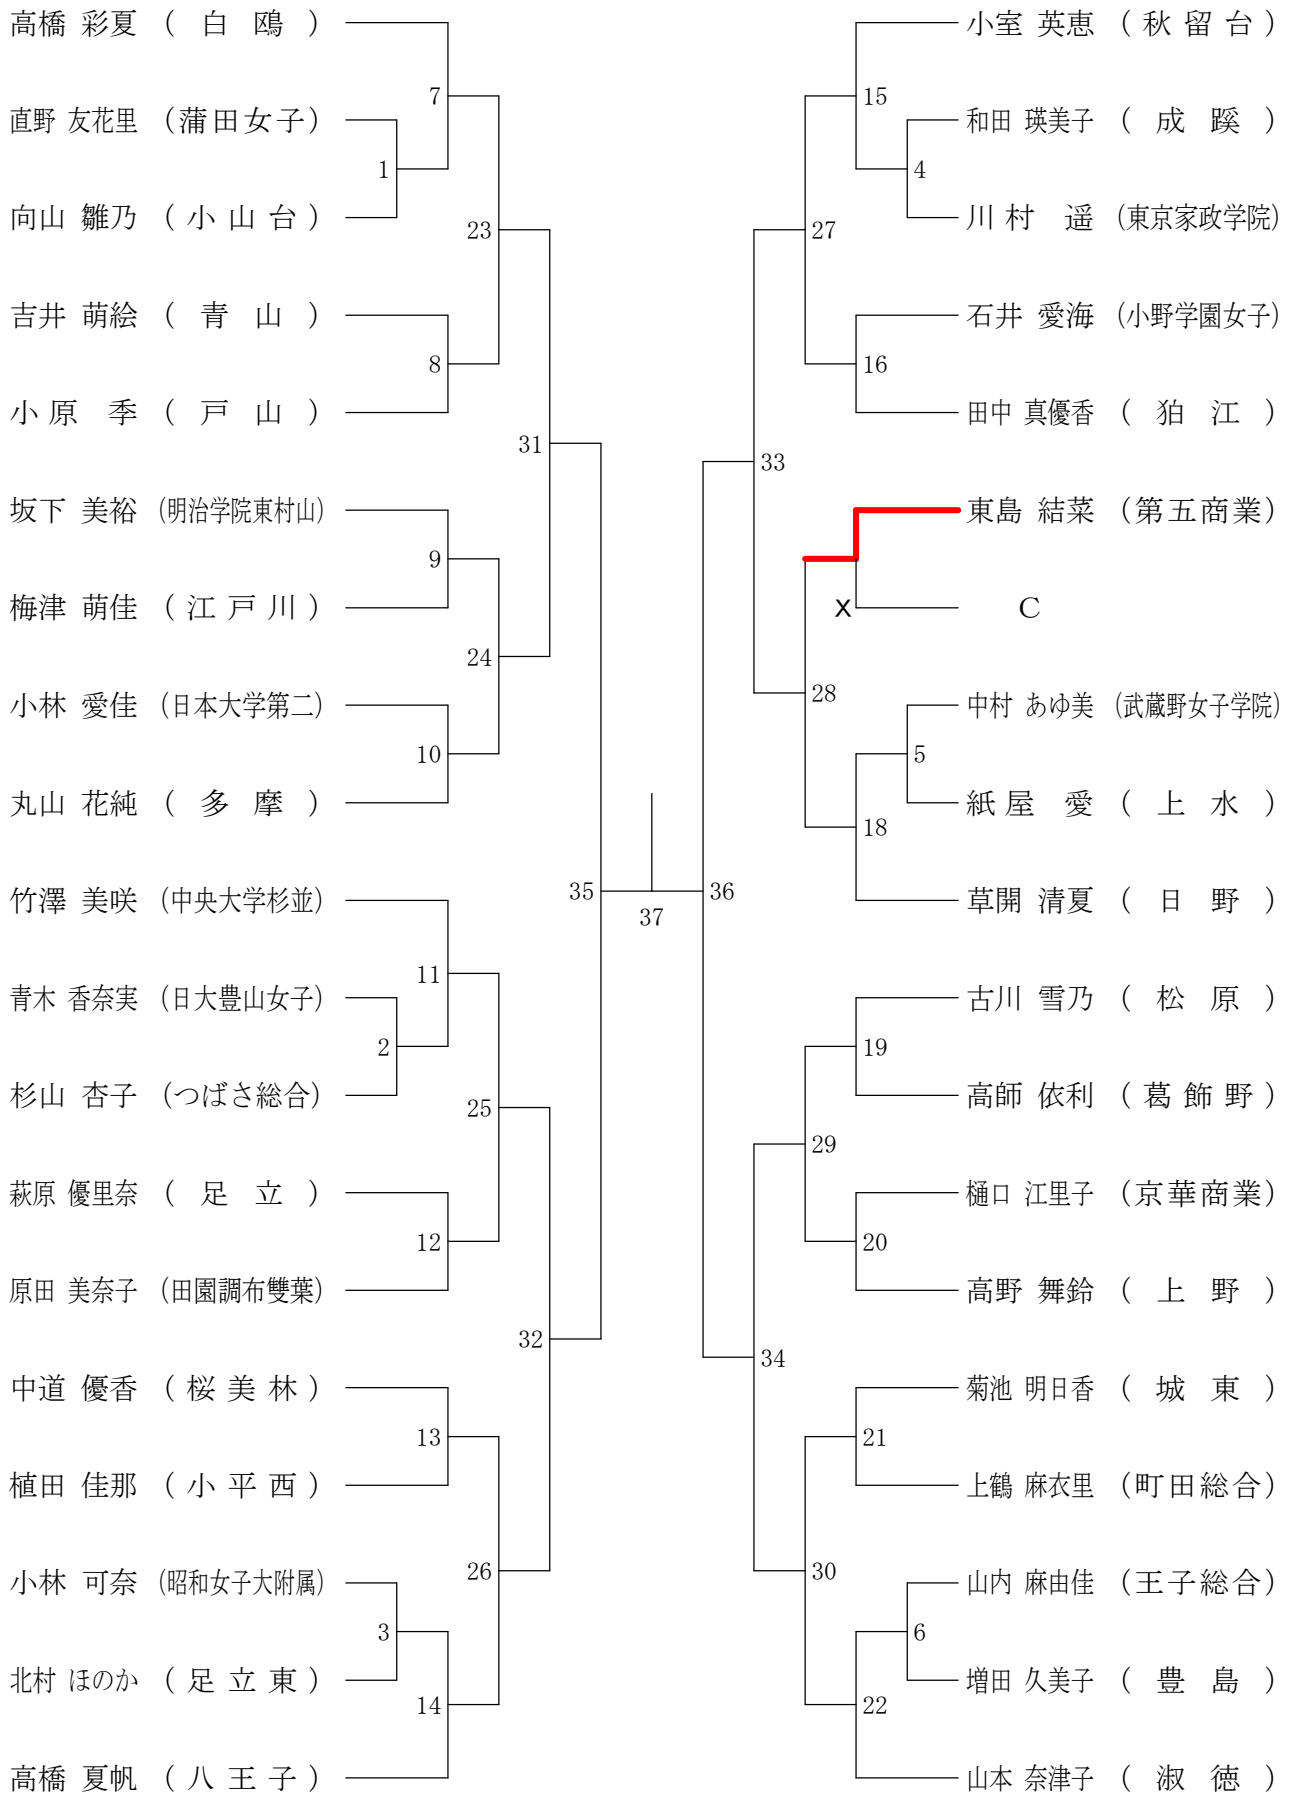 高橋 彩夏 （ 白 鴎 ）
7
直野 友花里 （蒲田女子）
1
向山 雛乃 （ 小 山 台 ）
23
吉井 萌絵 （ 青 山 ）
8
小 原 季 （ 戸 山 ）
31
坂下 美裕 （明治学院東村山）
9
梅津 萌佳 （ 江 戸 川 ）
24
小林 愛佳 （日本大学第二）
10
丸山 花純 （ 多 摩 ）
35
竹澤 美咲 （中央大学杉並）
11
青木 香奈実 （日大豊山女子）
2
杉山 杏子 （つばさ総合）
25
萩原 優里奈 （ 足 立 ）
12
原田 美奈子 （田園調布雙葉）
32
中道 優香 （ 桜 美 林 ）
13
植田 佳那 （ 小 平 西 ）
26
小林 可奈 （昭和女子大附属）
3
北村 ほのか （ 足 立 東 ）
14
高橋 夏帆 （ 八 王 子 ）
37
小室 英恵 （ 秋 留 台 ）
15
和田 瑛美子 （ 成 蹊 ）
4
川 村 遥 （東京家政学院）
27
石井 愛海 （小野学園女子）
16
田中 真優香 （ 狛 江 ）
33
東島 結菜 （第五商業）
X
C
28
中村 あゆ美 （武蔵野女子学院）
5
紙 屋 愛 （ 上 水 ）
18
草開 清夏 （ 日 野 ）
36
古川 雪乃 （ 松 原 ）
19
高師 依利 （ 葛 飾 野 ）
29
樋口 江里子 （京華商業）
20
高野 舞鈴 （ 上 野 ）
34
菊池 明日香 （ 城 東 ）
21
上鶴 麻衣里 （町田総合）
30
山内 麻由佳 （王子総合）
6
増田 久美子 （ 豊 島 ）
22
山本 奈津子 （ 淑 徳 ）